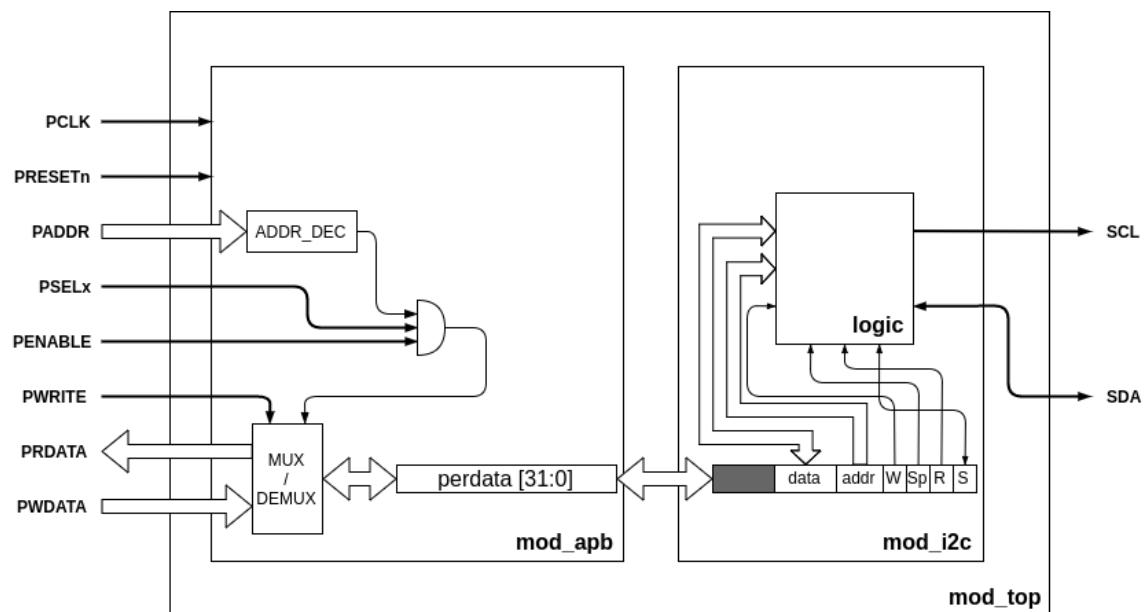 PCLK
PRESETn
PADDR
ADDR_DEC
SCL
PSELx
logic
PENABLE
PWRITE
SDA
PRDATA
MUX
/
DEMUX
perdata [31:0]
data addr W Sp R S
PWDATA
mod_apb
mod_i2c
mod_top